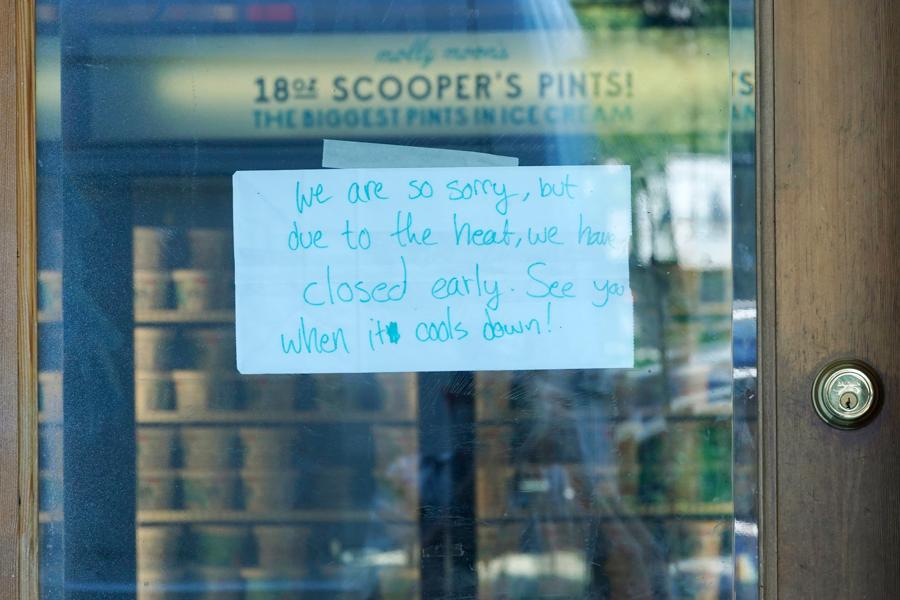 molly moon's
18oz SCOOPER'S PINTS!
THE BIGGEST PINTS IN ICE CREAM
We are so sorry, but
due to the heat, we have
closed early. See you
when it cools down!